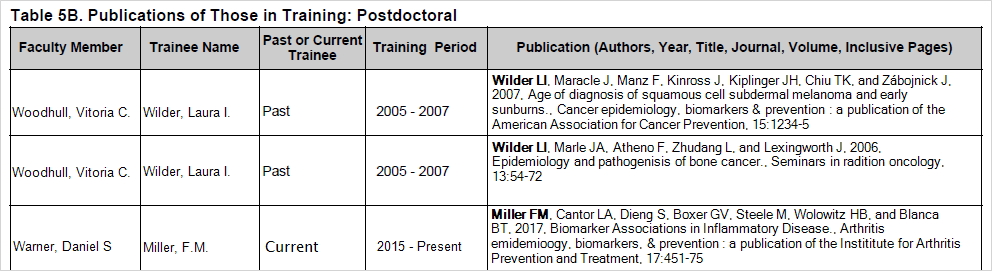 Table 5B. Publications of Those in Training: Postdoctoral
Faculty Member Trainee Name Past or Current Trainee Training Period Publication (Authors, Year, Title, Journal, Volume, Inclusive Pages)
Woodhull, Vitoria C. Wilder, Laura I. Past 2005 - 2007
Wilder LI, Maracle J, Manz F, Kinross J, Kiplinger JH, Chiu TK, and Zábojnick J,
2007, Age of diagnosis of squamous cell subdermal melanoma and early
sunburns., Cancer epidemiology, biomarkers & prevention : a publication of the
American Association for Cancer Prevention, 15:1234-5
Woodhull, Vitoria C. Wilder, Laura I. Past 2005 - 2007
Wilder LI, Marle JA, Atheno F, Zhudang L, and Lexingworth J, 2006,
Epidemiology and pathogenisis of bone cancer., Seminars in radition oncology,
13:54-72
Warner, Daniel S Miller, F.M. Current 2015 - Present
Miller FM, Cantor LA, Dieng S, Boxer GV, Steele M, Wolowitz HB, and Blanca
BT, 2017, Biomarker Associations in Inflammatory Disease., Arthritis
emidemioogy, biomarkers, & prevention : a publication of the Instititute for Arthritis
Prevention and Treatment, 17:451-75